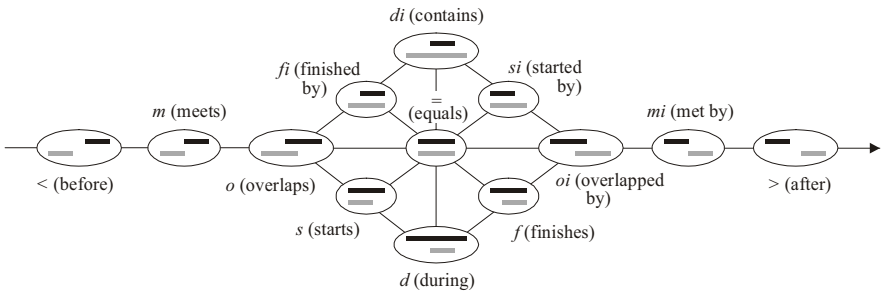 di (contains)
fi (finished
by)
si (started
by)
=
(equals)
m (meets)
mi (met by)
< (before)
o (overlaps)
oi (overlapped
by)
> (after)
s (starts)
f (finishes)
d (during)